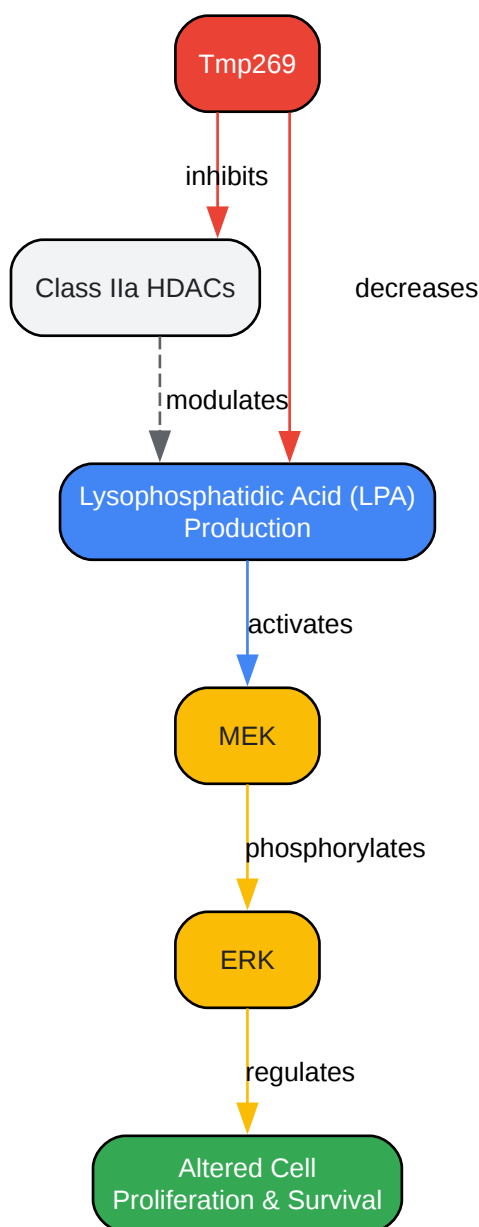 Tmp269
inhibits
Class IIa HDACs
decreases
modulates
Lysophosphatidic Acid (LPA)
Production
activates
MEK
phosphorylates
ERK
regulates
Altered Cell
Proliferation & Survival